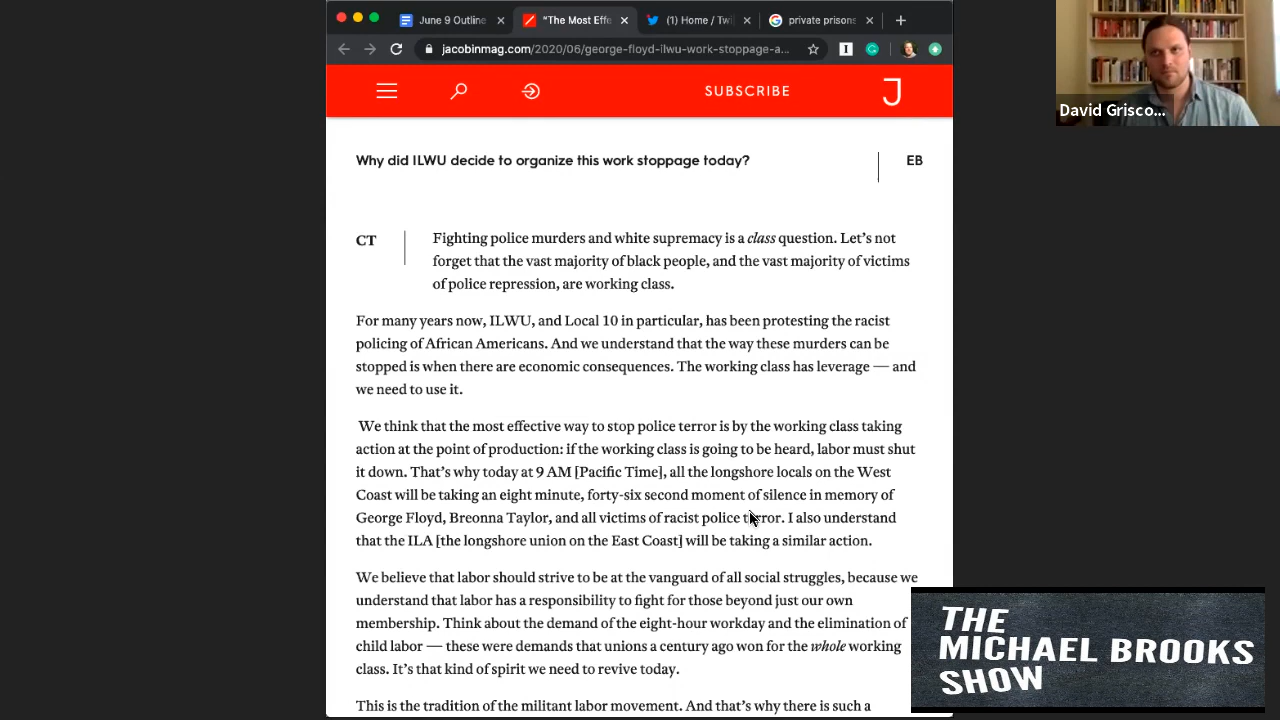 June 9 Outline
"The Most Effe
(1) Home / Twi
private prisons
jacobinmag.com/2020/06/george-floyd-ilwu-work-stoppage-a...
SUBSCRIBE
J
David Grisco...
Why did ILWU decide to organize this work stoppage today?
EB
CT
Fighting police murders and white supremacy is a class question. Let's not
forget that the vast majority of black people, and the vast majority of victims
of police repression, are working class.
For many years now, ILWU, and Local 10 in particular, has been protesting the racist
policing of African Americans. And we understand that the way these murders can be
stopped is when there are economic consequences. The working class has leverage — and
we need to use it.
We think that the most effective way to stop police terror is by the working class taking
action at the point of production: if the working class is going to be heard, labor must shut
it down. That's why today at 9 AM [Pacific Time], all the longshore locals on the West
Coast will be taking an eight minute, forty-six second moment of silence in memory of
George Floyd, Breonna Taylor, and all victims of racist police terror. I also understand
that the ILA [the longshore union on the East Coast] will be taking a similar action.
We believe that labor should strive to be at the vanguard of all social struggles, because we
understand that labor has a responsibility to fight for those beyond just our own
membership. Think about the demand of the eight-hour workday and the elimination of
child labor — these were demands that unions a century ago won for the whole working
class. It's that kind of spirit we need to revive today.
This is the tradition of the militant labor movement. And that's why there is such a
THE
MICHAEL BROOKS
SHOW